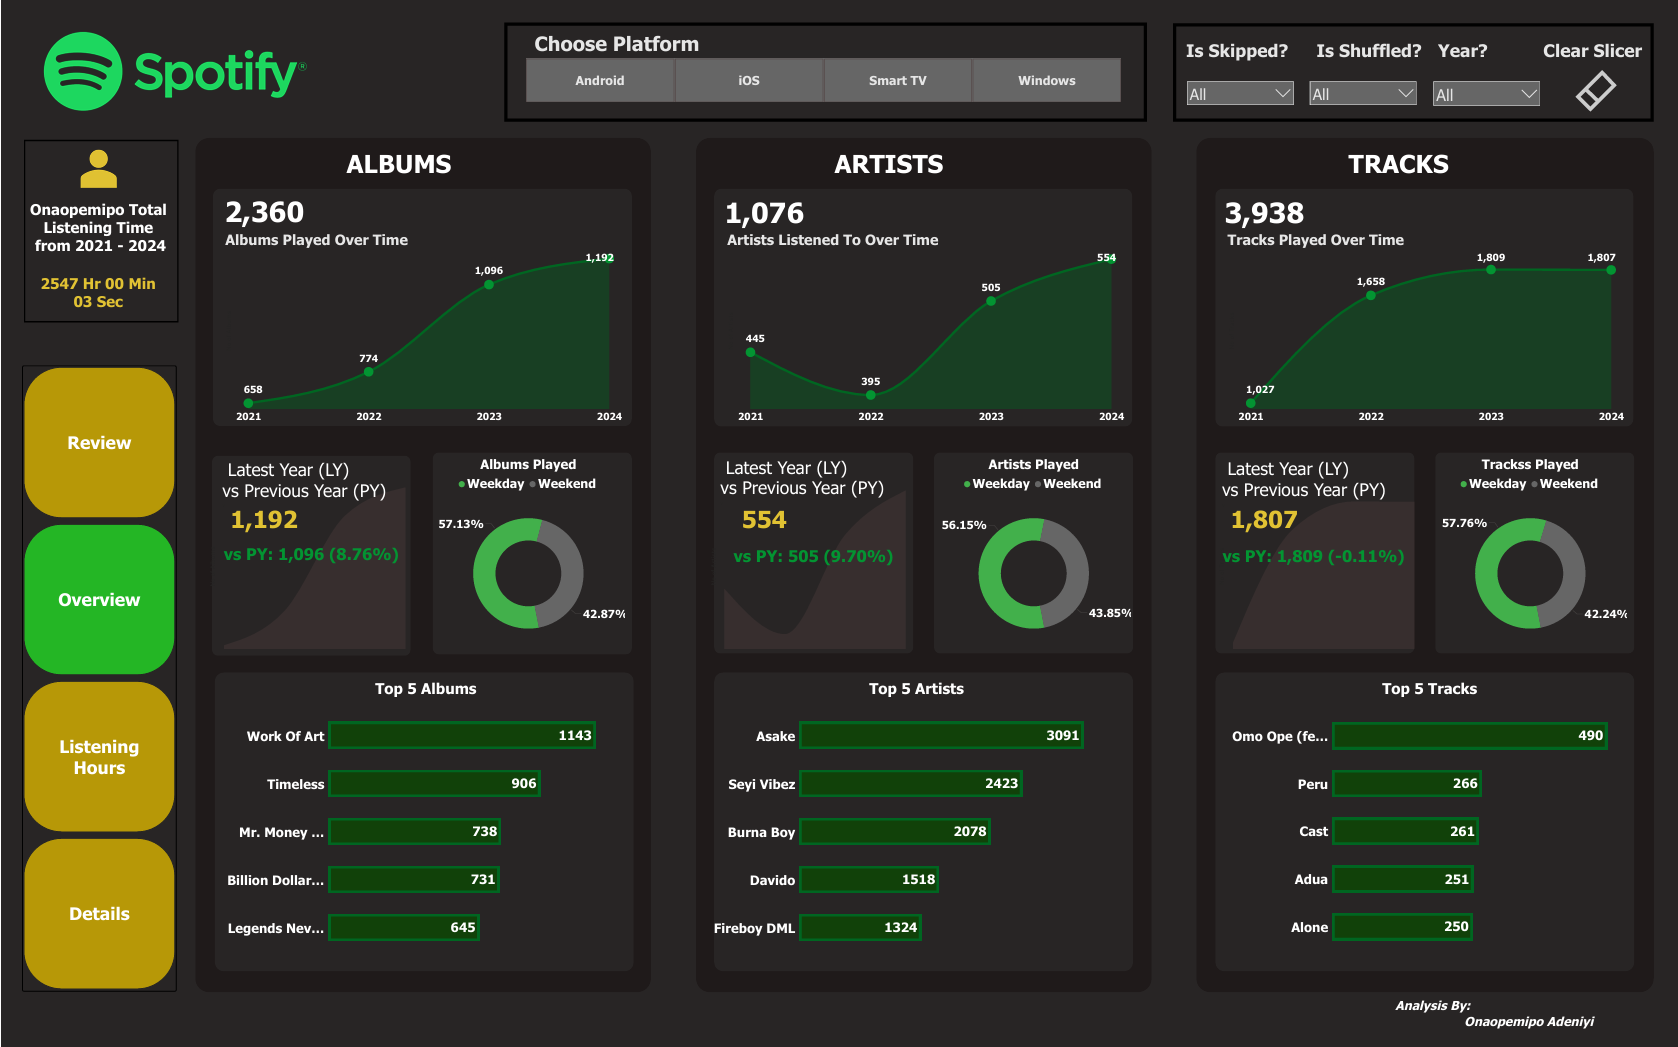 Spotify®
Choose Platform
Android
iOS
Smart TV
Windows
Is Skipped?
Is Shuffled?
Year?
Clear Slicer
All
All
All
Onaopemipo Total
Listening Time
from 2021 - 2024
2547 Hr 00 Min
03 Sec
Review
Overview
Listening
Hours
Details
ALBUMS
2,360
Albums Played Over Time
658
774
1,096
1,192
2021
2022
2023
2024
Latest Year (LY)
vs Previous Year (PY)
1,192
vs PY: 1,096 (8.76%)
Albums Played
Weekday
Weekend
57.13%
42.87%
Top 5 Albums
Work Of Art
1143
Timeless
906
Mr. Money ...
738
Billion Dollar...
731
Legends Nev...
645
ARTISTS
1,076
Artists Listened To Over Time
445
395
505
554
2021
2022
2023
2024
Latest Year (LY)
vs Previous Year (PY)
554
vs PY: 505 (9.70%)
Artists Played
Weekday
Weekend
56.15%
43.85%
Top 5 Artists
Asake
3091
Seyi Vibez
2423
Burna Boy
2078
Davido
1518
Fireboy DML
1324
TRACKS
3,938
Tracks Played Over Time
1,027
1,658
1,809
1,807
2021
2022
2023
2024
Latest Year (LY)
vs Previous Year (PY)
1,807
vs PY: 1,809 (-0.11%)
Trackss Played
Weekday
Weekend
57.76%
42.24%
Top 5 Tracks
Omo Ope (fe...
490
Peru
266
Cast
261
Adua
251
Alone
250
Analysis By:
Onaopemipo Adeniyi